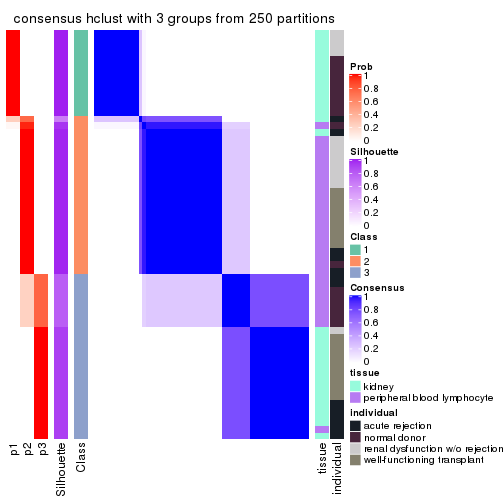 consensus hclust with 3 groups from 250 partitions
Prob
1
0.8
0.6
0.4
0.2
0
Silhouette
1
0.8
0.6
0.4
0.2
0
Class
1
2
3
Consensus
1
0.8
0.6
0.4
0.2
0
tissue
kidney
peripheral blood lymphocyte
individual
acute rejection
normal donor
renal dysfunction w/o rejection
well-functioning transplant
p1
p2
p3
Silhouette
Class
tissue
individual